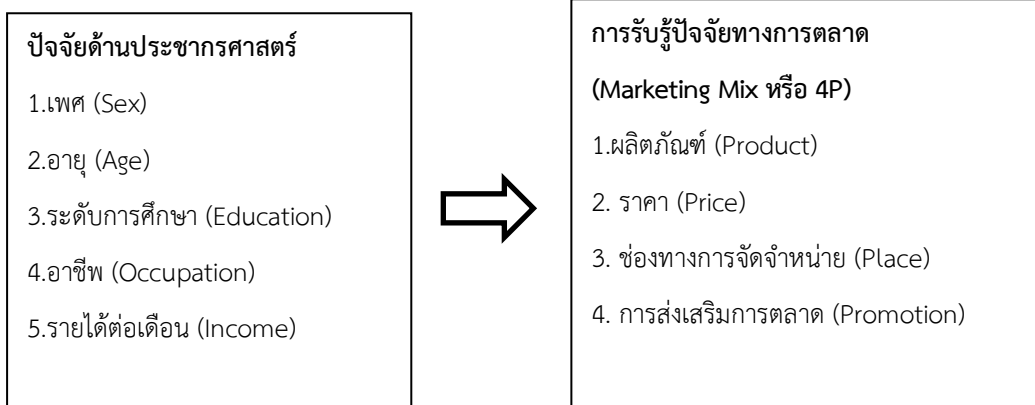 ปัจจัยด้านประชากรศาสตร์
1.เพศ (Sex)
2.อายุ (Age)
3.ระดับการศึกษา (Education)
4.อาชีพ (Occupation)
5.รายได้ต่อเดือน (Income)
การรับรู้ปัจจัยทางการตลาด
(Marketing Mix หรือ 4P)
1.ผลิตภัณฑ์ (Product)
2. ราคา (Price)
3. ช่องทางการจัดจำหน่าย (Place)
4. การส่งเสริมการตลาด (Promotion)